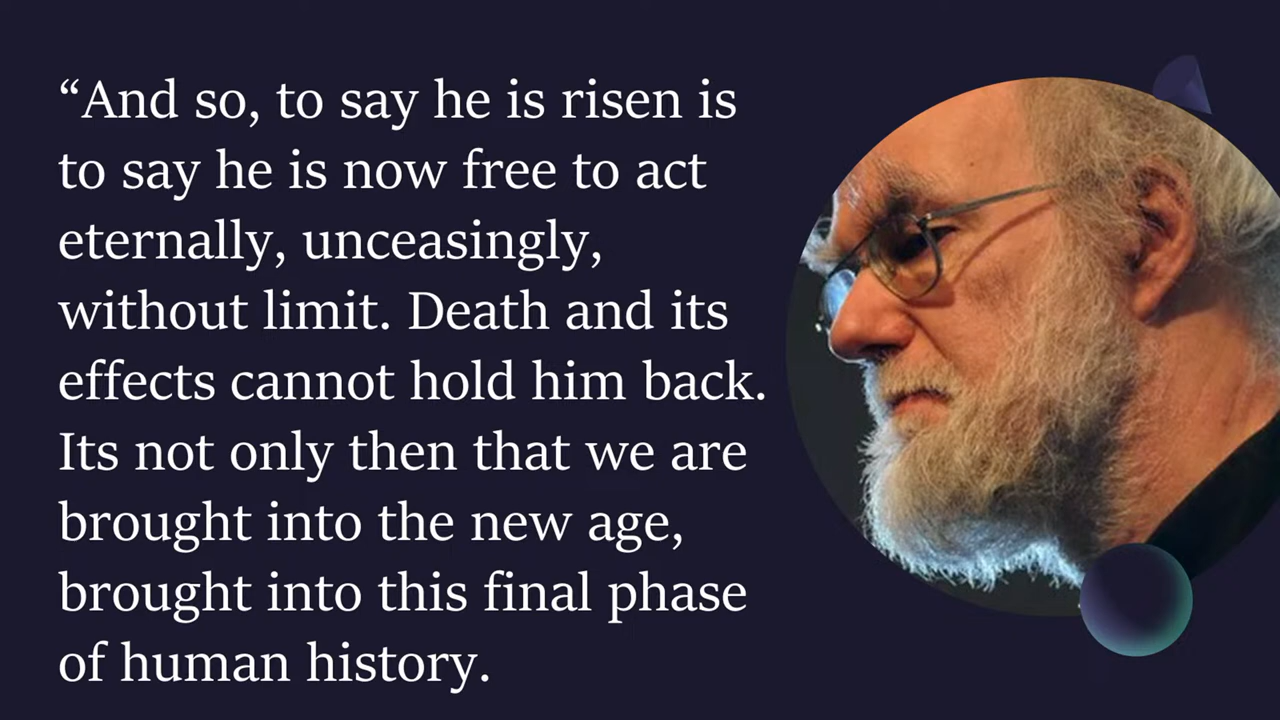 “And so, to say he is risen is
to say he is now free to act
eternally, unceasingly,
without limit. Death and its
effects cannot hold him back.
Its not only then that we are
brought into the new age,
brought into this final phase
of human history.